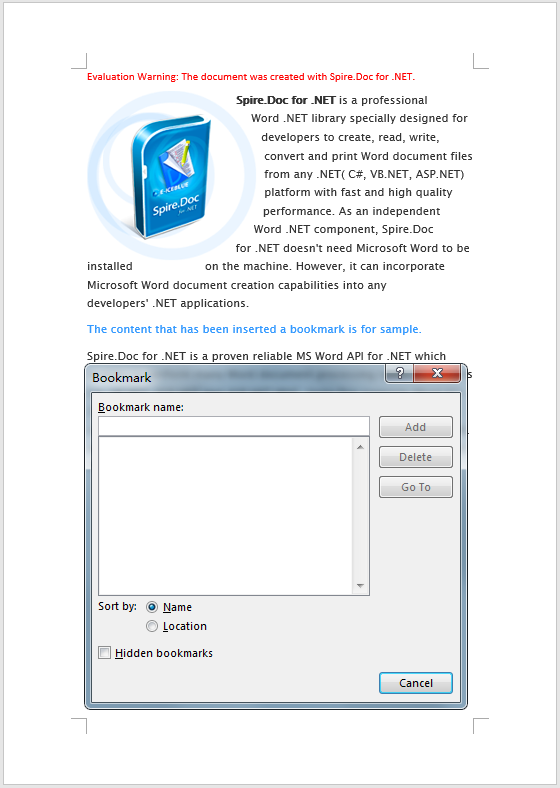 Evaluation Warning: The document was created with Spire.Doc for .NET.
Spire.Doc for .NET is a professional
Word .NET library specially designed for
developers to create, read, write,
convert and print Word document files
from any .NET( C#, VB.NET, ASP.NET)
platform with fast and high quality
performance. As an independent
Word .NET component, Spire.Doc
for .NET doesn't need Microsoft Word to be
installed on the machine. However, it can incorporate
Microsoft Word document creation capabilities into any
developers' .NET applications.
E-ICEBLUE
Spire.Doc
for .NET
The content that has been inserted a bookmark is for sample.
Spire.Doc for .NET is a proven reliable MS Word API for .NET which
Bookmark
?
Bookmark name:
Add
Delete
Go To
Sort by: Name
Location
Hidden bookmarks
Cancel